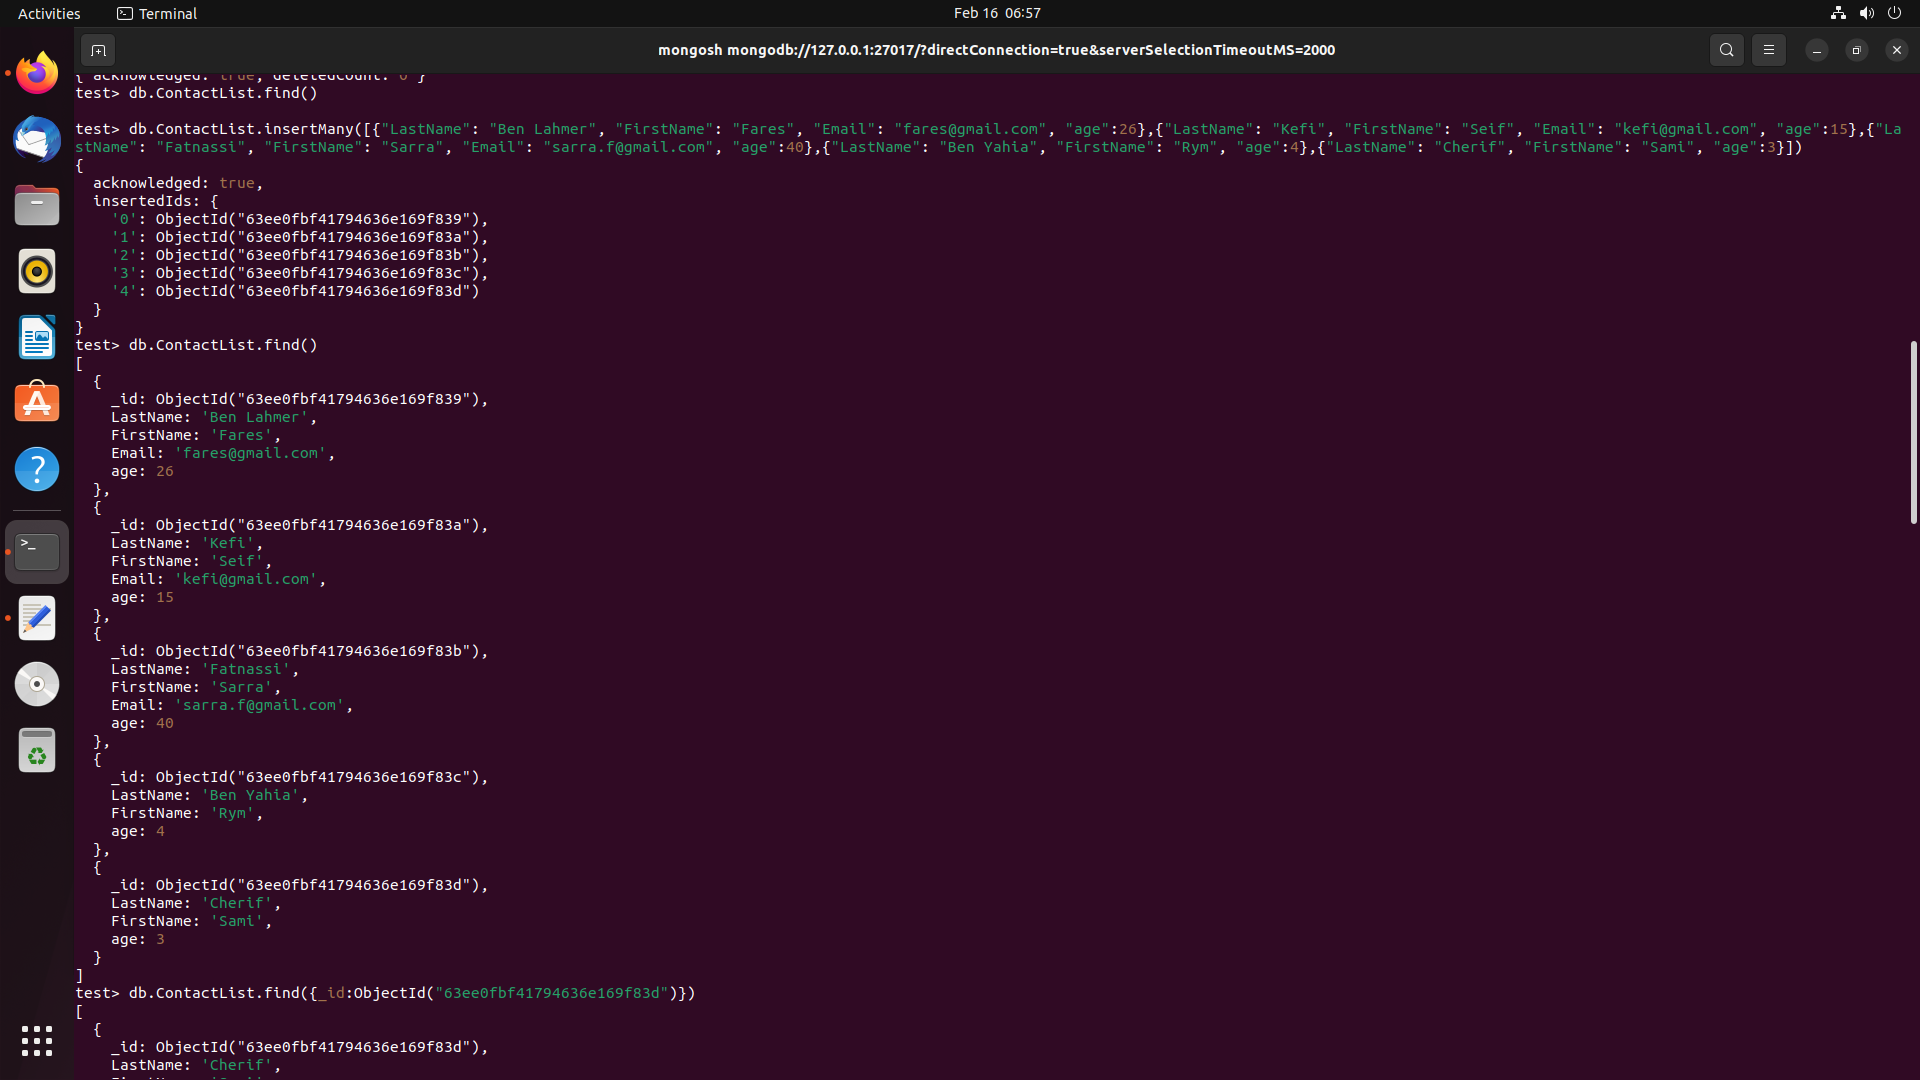 Activities
Terminal
Feb 16 06:57
mongosh mongodb://127.0.0.1:27017/?directConnection=true&serverSelectionTimeoutMS=2000
{ acknowledged: true, deletedCount: 0 }
test> db.ContactList.find()
test> db.ContactList.insertMany([{"LastName": "Ben Lahmer", "FirstName": "Fares", "Email": "fares@gmail.com", "age":26},{"LastName": "Kefi", "FirstName": "Seif", "Email": "kefi@gmail.com", "age":15},{"La
stName": "Fatnassi", "FirstName": "Sarra", "Email": "sarra.f@gmail.com", "age":40},{"LastName": "Ben Yahia", "FirstName": "Rym", "age":4},{"LastName": "Cherif", "FirstName": "Sami", "age":3}])
{
  acknowledged: true,
  insertedIds: {
    '0': ObjectId("63ee0fbf41794636e169f839"),
    '1': ObjectId("63ee0fbf41794636e169f83a"),
    '2': ObjectId("63ee0fbf41794636e169f83b"),
    '3': ObjectId("63ee0fbf41794636e169f83c"),
    '4': ObjectId("63ee0fbf41794636e169f83d")
  }
}
test> db.ContactList.find()
[
  {
    _id: ObjectId("63ee0fbf41794636e169f839"),
    LastName: 'Ben Lahmer',
    FirstName: 'Fares',
    Email: 'fares@gmail.com',
    age: 26
  },
  {
    _id: ObjectId("63ee0fbf41794636e169f83a"),
    LastName: 'Kefi',
    FirstName: 'Seif',
    Email: 'kefi@gmail.com',
    age: 15
  },
  {
    _id: ObjectId("63ee0fbf41794636e169f83b"),
    LastName: 'Fatnassi',
    FirstName: 'Sarra',
    Email: 'sarra.f@gmail.com',
    age: 40
  },
  {
    _id: ObjectId("63ee0fbf41794636e169f83c"),
    LastName: 'Ben Yahia',
    FirstName: 'Rym',
    age: 4
  },
  {
    _id: ObjectId("63ee0fbf41794636e169f83d"),
    LastName: 'Cherif',
    FirstName: 'Sami',
    age: 3
  }
]
test> db.ContactList.find({_id:ObjectId("63ee0fbf41794636e169f83d")})
[
  {
    _id: ObjectId("63ee0fbf41794636e169f83d"),
    LastName: 'Cherif',